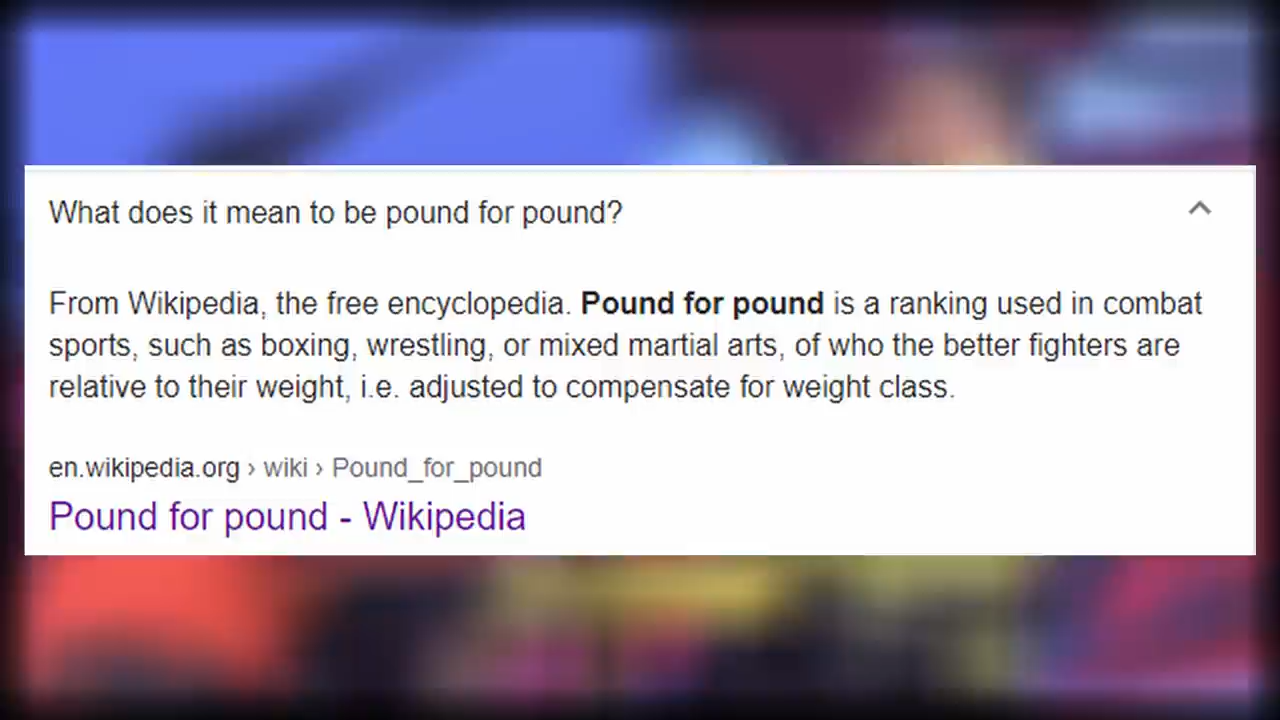 What does it mean to be pound for pound?
From Wikipedia, the free encyclopedia. Pound for pound is a ranking used in combat
sports, such as boxing, wrestling, or mixed martial arts, of who the better fighters are
relative to their weight, i.e. adjusted to compensate for weight class.
en.wikipedia.org › wiki › Pound_for_pound
Pound for pound - Wikipedia